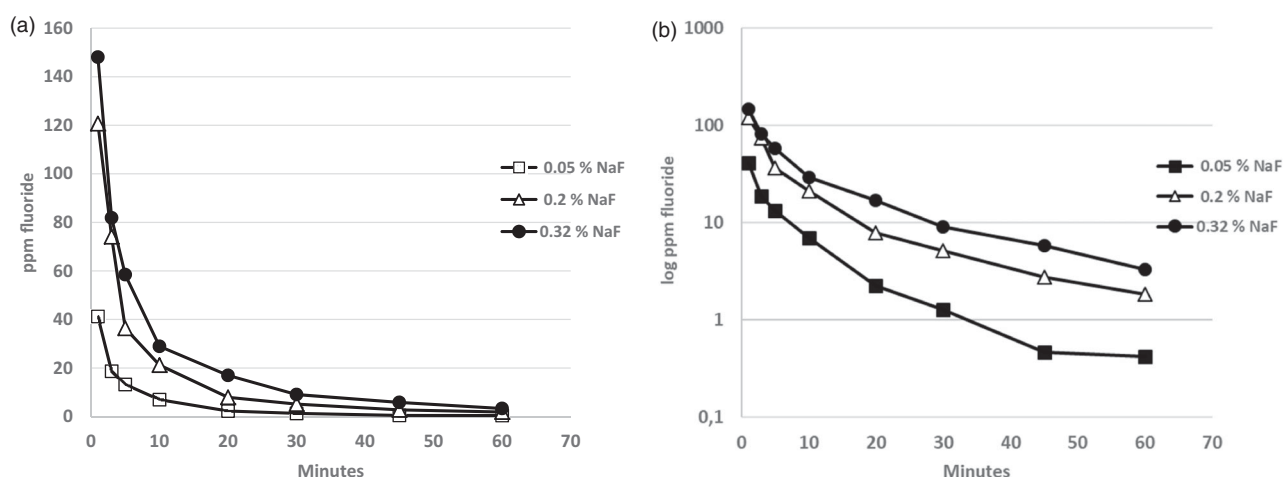 (a)
160
140
120
100
80
60
40
20
0
ppm fluoride
0 10 20 30 40 50 60 70
Minutes
0.05 % NaF
0.2 % NaF
0.32 % NaF
(b)
1000
100
10
1
0,1
log ppm fluoride
0 10 20 30 40 50 60 70
Minutes
0.05 % NaF
0.2 % NaF
0.32 % NaF